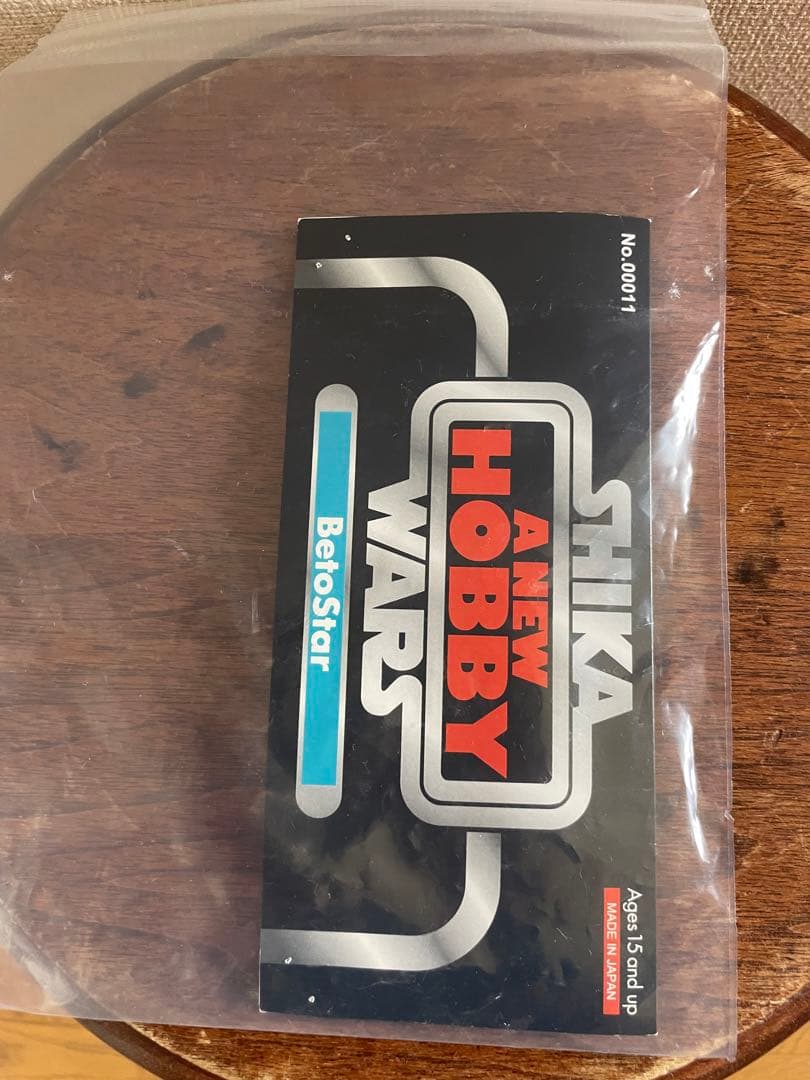 No.00011
Ages 15 and up
MADE IN JAPAN
SHIKA
A NEW
HOBBY
WARS
BetoStar